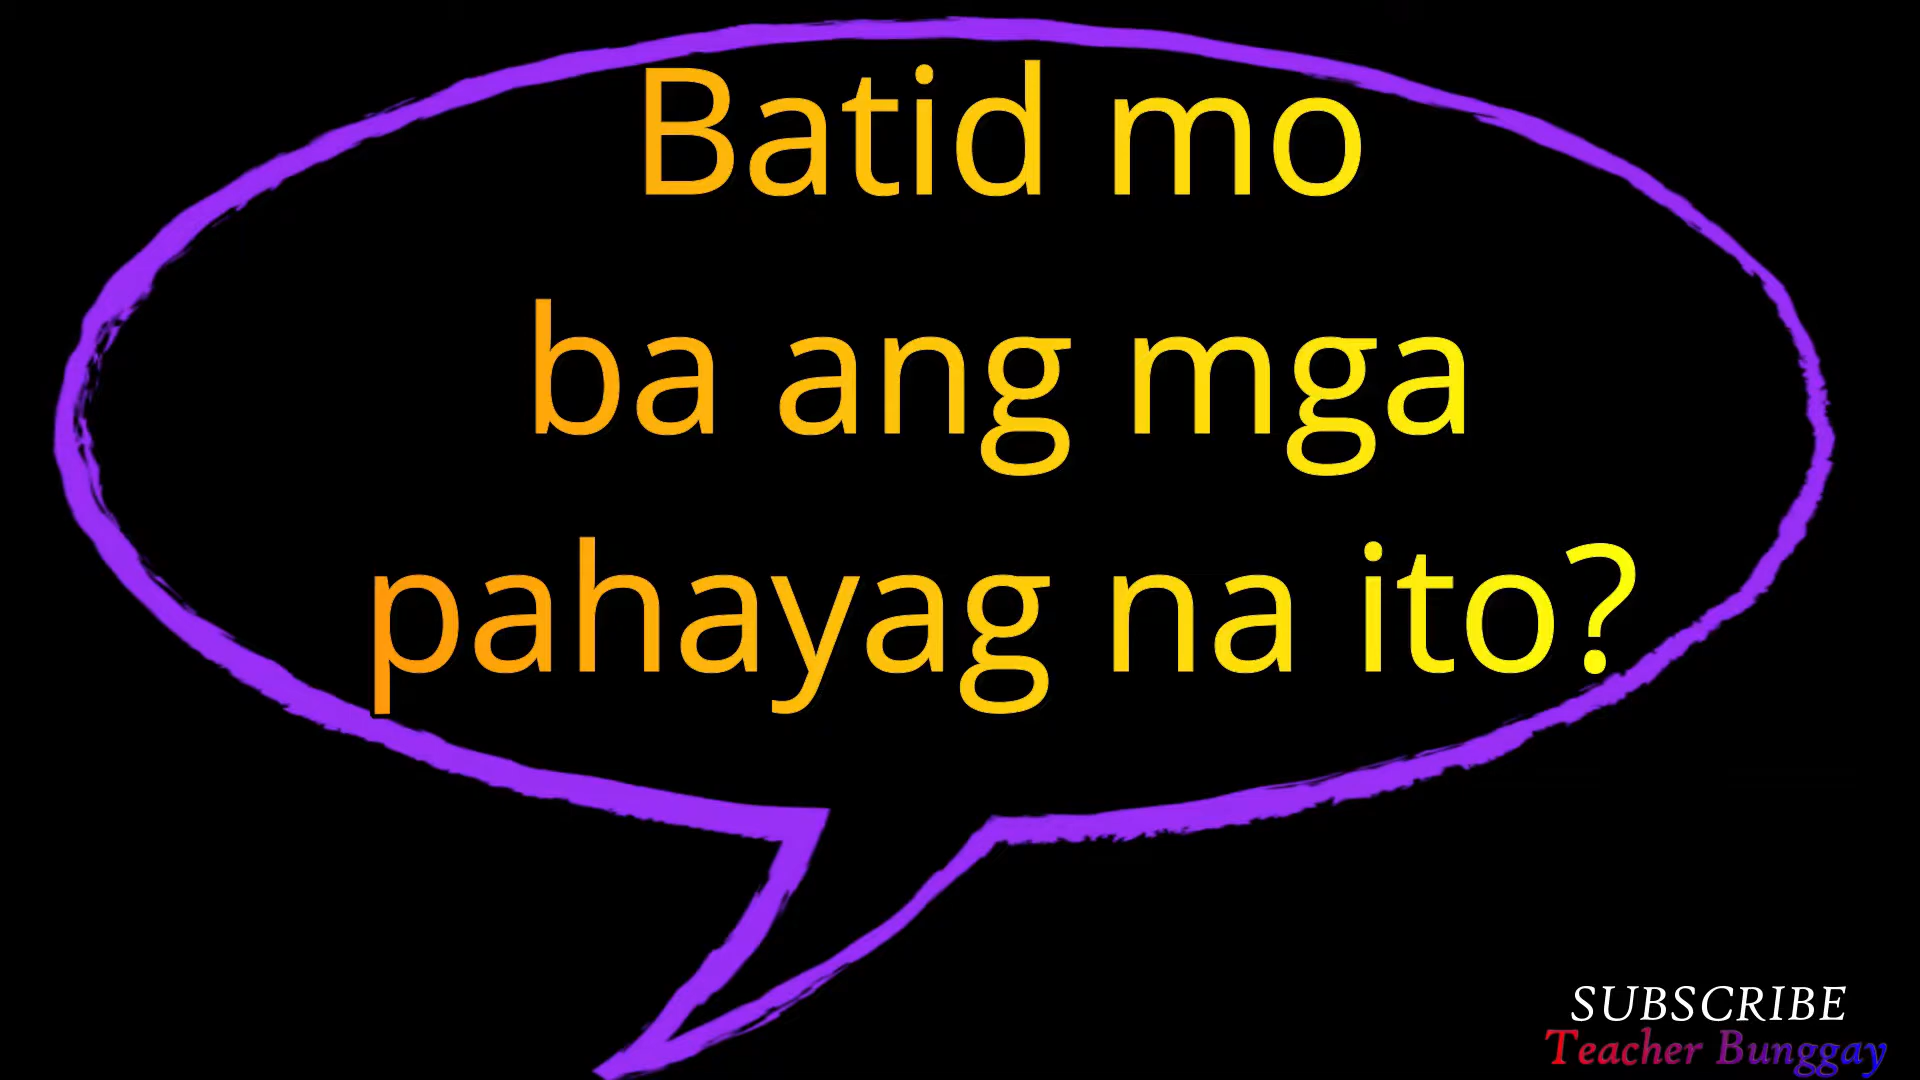 Batid mo
ba ang mga
pahayag na ito?
SUBSCRIBE
Teacher Bunggay